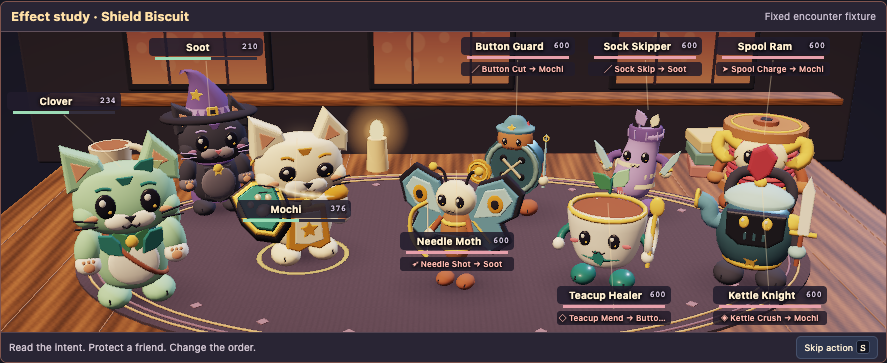 Effect study · Shield Biscuit
Fixed encounter fixture
Soot 210
Button Guard 600
Button Cut → Mochi
Sock Skipper 600
Sock Skip → Soot
Spool Ram 600
Spool Charge → Mochi
Clover 234
Mochi 376
Needle Moth 600
Needle Shot → Soot
Teacup Healer 600
Teacup Mend → Butto...
Kettle Knight 600
Kettle Crush → Mochi
Read the intent. Protect a friend. Change the order.
Skip action S